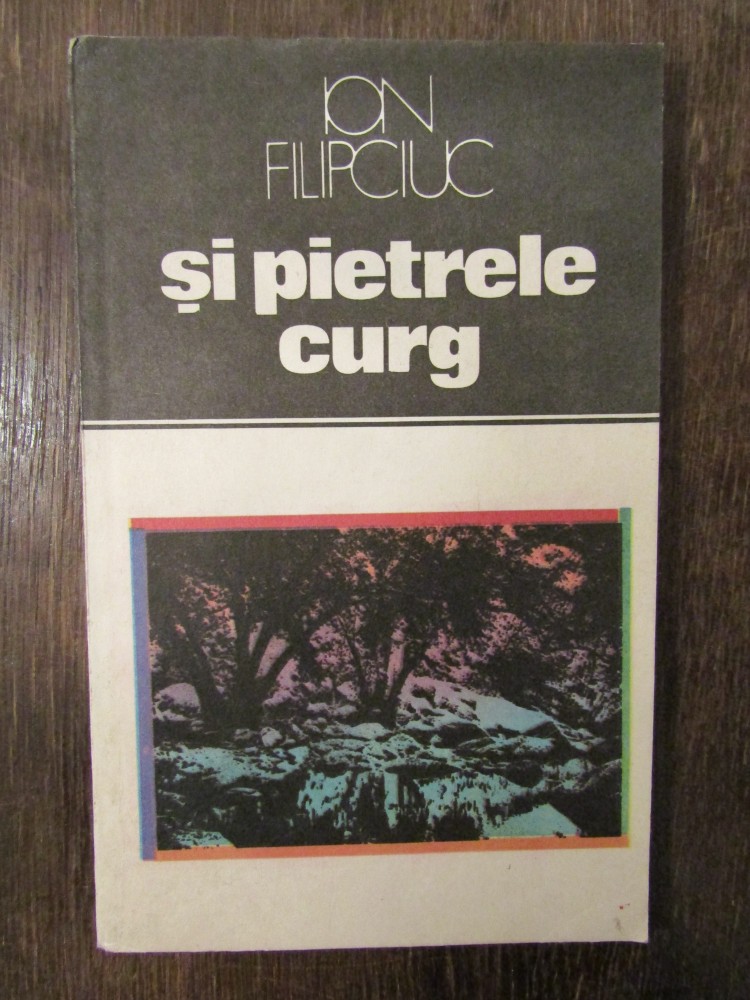 ION
FILIPCIUC
și pietrele
curg